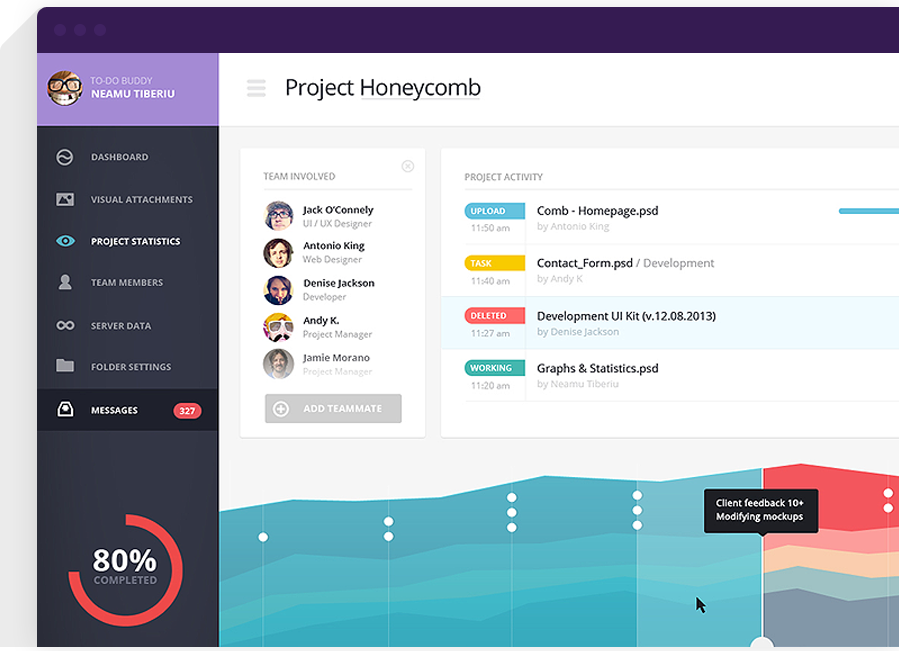 TO-DO BUDDY
NEAMU TIBERIU
Project Honeycomb
DASHBOARD
VISUAL ATTACHMENTS
PROJECT STATISTICS
TEAM MEMBERS
SERVER DATA
FOLDER SETTINGS
MESSAGES 327
80%
COMPLETED
TEAM INVOLVED
Jack O'Connely
UI / UX Designer
Antonio King
Web Designer
Denise Jackson
Developer
Andy K.
Project Manager
Jamie Morano
Project Manager
ADD TEAMMATE
PROJECT ACTIVITY
UPLOAD Comb - Homepage.psd
11:50 am by Antonio King
TASK Contact_Form.psd / Development
11:40 am by Andy K
DELETED Development UI Kit (v.12.08.2013)
11:27 am by Denise Jackson
WORKING Graphs & Statistics.psd
11:20 am by Neamu Tiberiu
Client feedback 10+
Modifying mockups